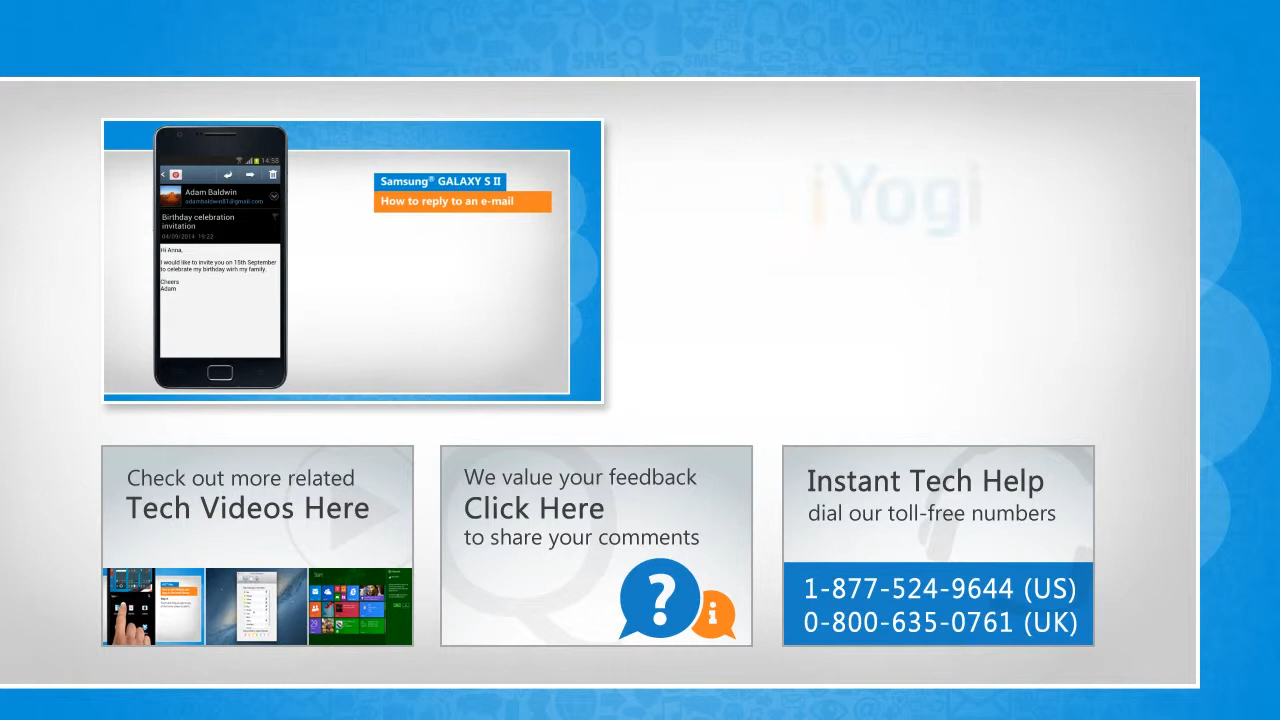 14:58
Adam Baldwin
adambaldwin81@gmail.com
Birthday celebration
invitation
04/09/2014 19:22
Hi Anna,
I would like to invite you on 15th September
to celebrate my birthday wirh my family.
Cheers
Adam
Samsung® GALAXY S II
How to reply to an e-mail
iYogi
Check out more related
Tech Videos Here
We value your feedback
Click Here
to share your comments
Instant Tech Help
dial our toll-free numbers
1-877-524-9644 (US)
0-800-635-0761 (UK)